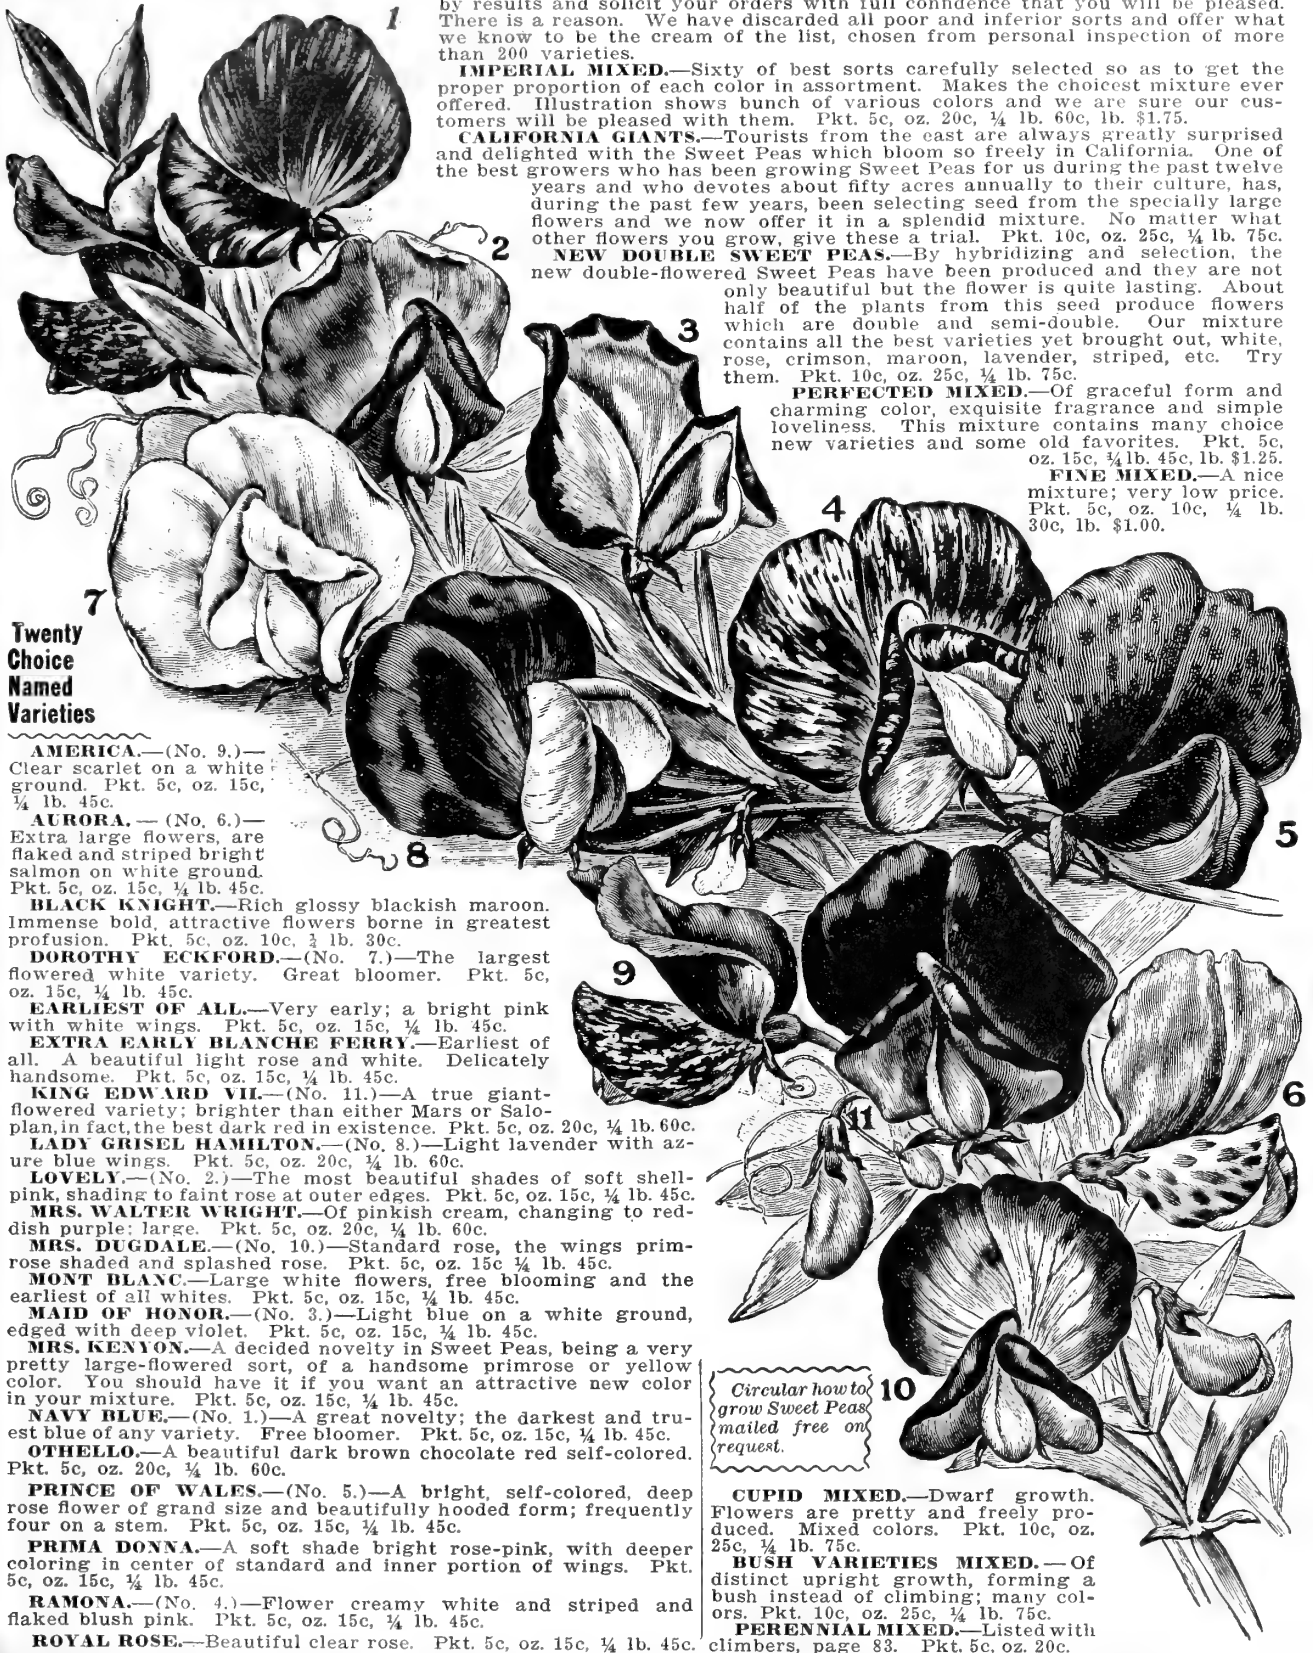 by results and solicit your orders with full confidence that you will be pleased.
There is a reason. We have discarded all poor and inferior sorts and offer what
we know to be the cream of the list, chosen from personal inspection of more
than 200 varieties.
IMPERIAL MIXED.—Sixty of best sorts carefully selected so as to get the
proper proportion of each color in assortment. Makes the choicest mixture ever
offered. Illustration shows bunch of various colors and we are sure our cus-
tomers will be pleased with them. Pkt. 5c, oz. 20c, ¼ lb. 60c, lb. $1.75.
CALIFORNIA GIANTS.—Tourists from the east are always greatly surprised
and delighted with the Sweet Peas which bloom so freely in California. One of
the best growers who has been growing Sweet Peas for us during the past twelve
years and who devotes about fifty acres annually to their culture, has,
during the past few years, been selecting seed from the specially large
flowers and we now offer it in a splendid mixture. No matter what
other flowers you grow, give these a trial. Pkt. 10c, oz. 25c, ¼ lb. 75c.
NEW DOUBLE SWEET PEAS.—By hybridizing and selection, the
new double-flowered Sweet Peas have been produced and they are not
only beautiful but the flower is quite lasting. About
half of the plants from this seed produce flowers
which are double and semi-double. Our mixture
contains all the best varieties yet brought out, white,
rose, crimson, maroon, lavender, striped, etc. Try
them. Pkt. 10c, oz. 25c, ¼ lb. 75c.
PERFECTED MIXED.—Of graceful form and
charming color, exquisite fragrance and simple
loveliness. This mixture contains many choice
new varieties and some old favorites. Pkt. 5c,
oz. 15c, ¼ lb. 45c, lb. $1.25.
FINE MIXED.—A nice
mixture; very low price.
Pkt. 5c, oz. 10c, ¼ lb.
30c, lb. $1.00.
1
2
3
4
5
6
7
8
9
11
10
Twenty
Choice
Named
Varieties
AMERICA.—(No. 9.)—
Clear scarlet on a white
ground. Pkt. 5c, oz. 15c,
¼ lb. 45c.
AURORA.—(No. 6.)—
Extra large flowers, are
flaked and striped bright
salmon on white ground.
Pkt. 5c, oz. 15c, ¼ lb. 45c.
BLACK KNIGHT.—Rich glossy blackish maroon.
Immense bold, attractive flowers borne in greatest
profusion. Pkt. 5c, oz. 10c, ¼ lb. 30c.
DOROTHY ECKFORD.—(No. 7.)—The largest
flowered white variety. Great bloomer. Pkt. 5c,
oz. 15c, ¼ lb. 45c.
EARLIEST OF ALL.—Very early; a bright pink
with white wings. Pkt. 5c, oz. 15c, ¼ lb. 45c.
EXTRA EARLY BLANCHE FERRY.—Earliest of
all. A beautiful light rose and white. Delicately
handsome. Pkt. 5c, oz. 15c, ¼ lb. 45c.
KING EDWARD VII.—(No. 11.)—A true giant-
flowered variety; brighter than either Mars or Salo-
plan, in fact, the best dark red in existence. Pkt. 5c, oz. 20c, ¼ lb. 60c.
LADY GRISEL HAMILTON.—(No. 8.)—Light lavender with az-
ure blue wings. Pkt. 5c, oz. 20c, ¼ lb. 60c.
LOVELY.—(No. 2.)—The most beautiful shades of soft shell-
pink, shading to faint rose at outer edges. Pkt. 5c, oz. 15c, ¼ lb. 45c.
MRS. WALTER WRIGHT.—Of pinkish cream, changing to red-
dish purple; large. Pkt. 5c, oz. 20c, ¼ lb. 60c.
MRS. DUGDALE.—(No. 10.)—Standard rose, the wings prim-
rose shaded and splashed rose. Pkt. 5c, oz. 15c ¼ lb. 45c.
MONT BLANC.—Large white flowers, free blooming and the
earliest of all whites. Pkt. 5c, oz. 15c, ¼ lb. 45c.
MAID OF HONOR.—(No. 3.)—Light blue on a white ground,
edged with deep violet. Pkt. 5c, oz. 15c, ¼ lb. 45c.
MRS. KENYON.—A decided novelty in Sweet Peas, being a very
pretty large-flowered sort, of a handsome primrose or yellow
color. You should have it if you want an attractive new color
in your mixture. Pkt. 5c, oz. 15c, ¼ lb. 45c.
NAVY BLUE.—(No. 1.)—A great novelty; the darkest and tru-
est blue of any variety. Free bloomer. Pkt. 5c, oz. 15c, ¼ lb. 45c.
OTHELLO.—A beautiful dark brown chocolate red self-colored.
Pkt. 5c, oz. 20c, ¼ lb. 60c.
PRINCE OF WALES.—(No. 5.)—A bright, self-colored, deep
rose flower of grand size and beautifully hooded form; frequently
four on a stem. Pkt. 5c, oz. 15c, ¼ lb. 45c.
PRIMA DONNA.—A soft shade bright rose-pink, with deeper
coloring in center of standard and inner portion of wings. Pkt.
5c, oz. 15c, ¼ lb. 45c.
RAMONA.—(No. 4.)—Flower creamy white and striped and
flaked blush pink. Pkt. 5c, oz. 15c, ¼ lb. 45c.
ROYAL ROSE.—Beautiful clear rose. Pkt. 5c, oz. 15c, ¼ lb. 45c.
Circular how to
grow Sweet Peas
mailed free on
request.
CUPID MIXED.—Dwarf growth.
Flowers are pretty and freely pro-
duced. Mixed colors. Pkt. 10c, oz.
25c, ¼ lb. 75c.
BUSH VARIETIES MIXED.—Of
distinct upright growth, forming a
bush instead of climbing; many col-
ors. Pkt. 10c, oz. 25c, ¼ lb. 75c.
PERENNIAL MIXED.—Listed with
climbers, page 83. Pkt. 5c, oz. 20c.